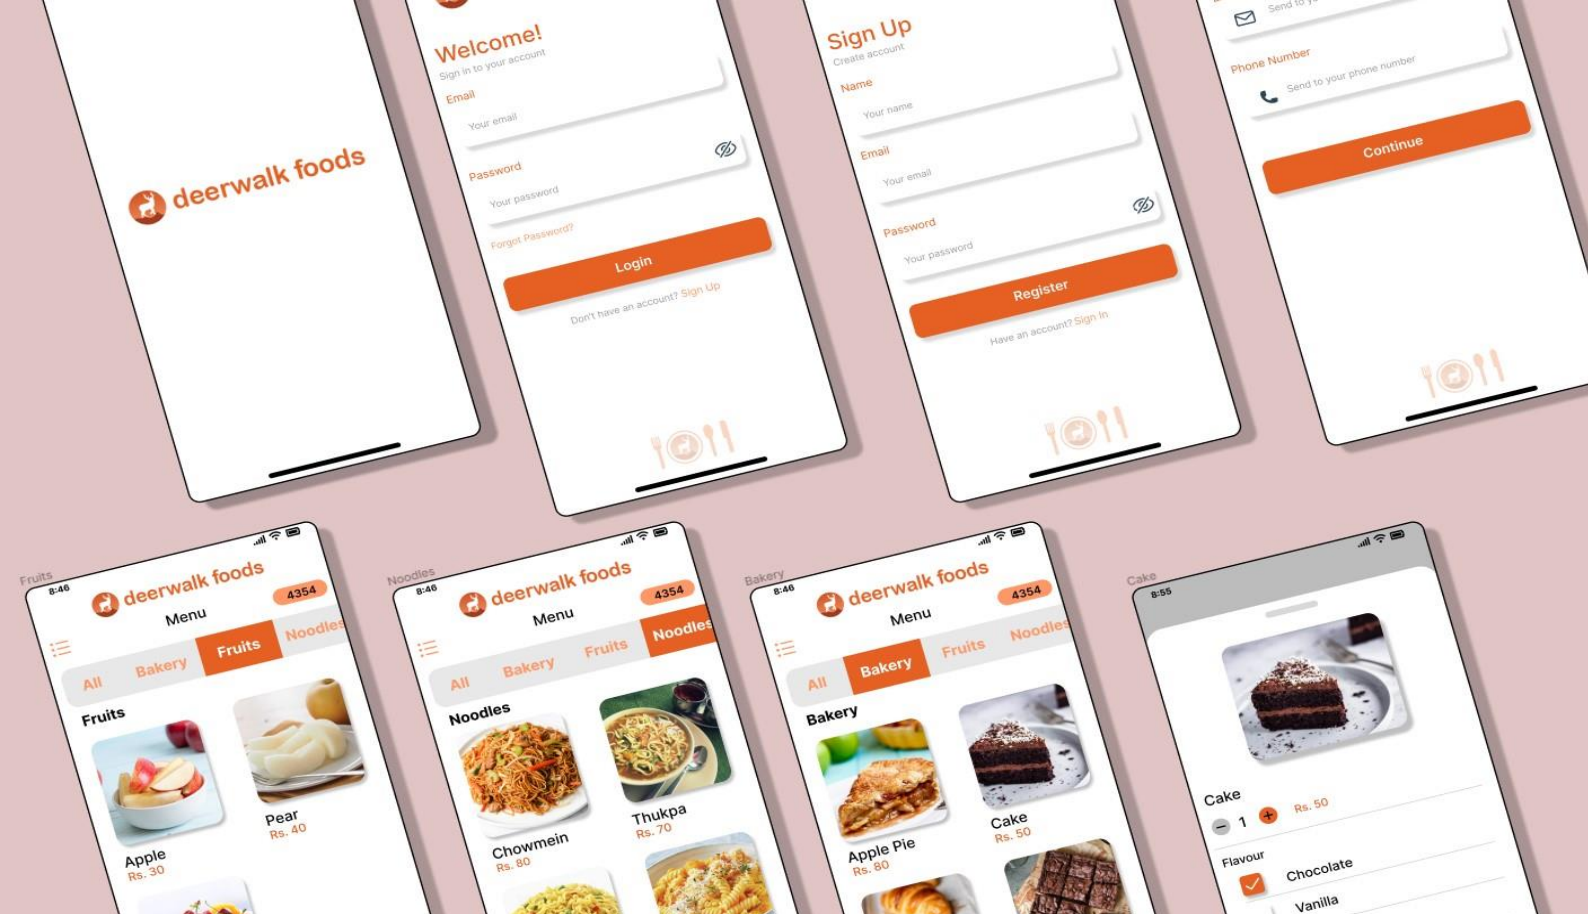 deerwalk foods
Welcome!
Sign in to your account
Email
Your email
Password
Your password
Forgot Password?
Login
Don't have an account? Sign Up
Sign Up
Create account
Name
Your name
Email
Your email
Password
Your password
Register
Have an account? Sign In
Send to
Phone Number
Send to your phone number
Continue
Fruits
8:46
deerwalk foods
Menu
4354
All Bakery Fruits Noodles
Fruits
Apple
Rs. 30
Pear
Rs. 40
Noodles
8:46
deerwalk foods
Menu
4354
All Bakery Fruits Noodles
Noodles
Chowmein
Rs. 80
Thukpa
Rs. 70
Bakery
8:46
deerwalk foods
Menu
4354
All Bakery Fruits Noodles
Bakery
Apple Pie
Rs. 80
Cake
Rs. 50
Cake
8:55
Cake
1 Rs. 50
Flavour
Chocolate
Vanilla